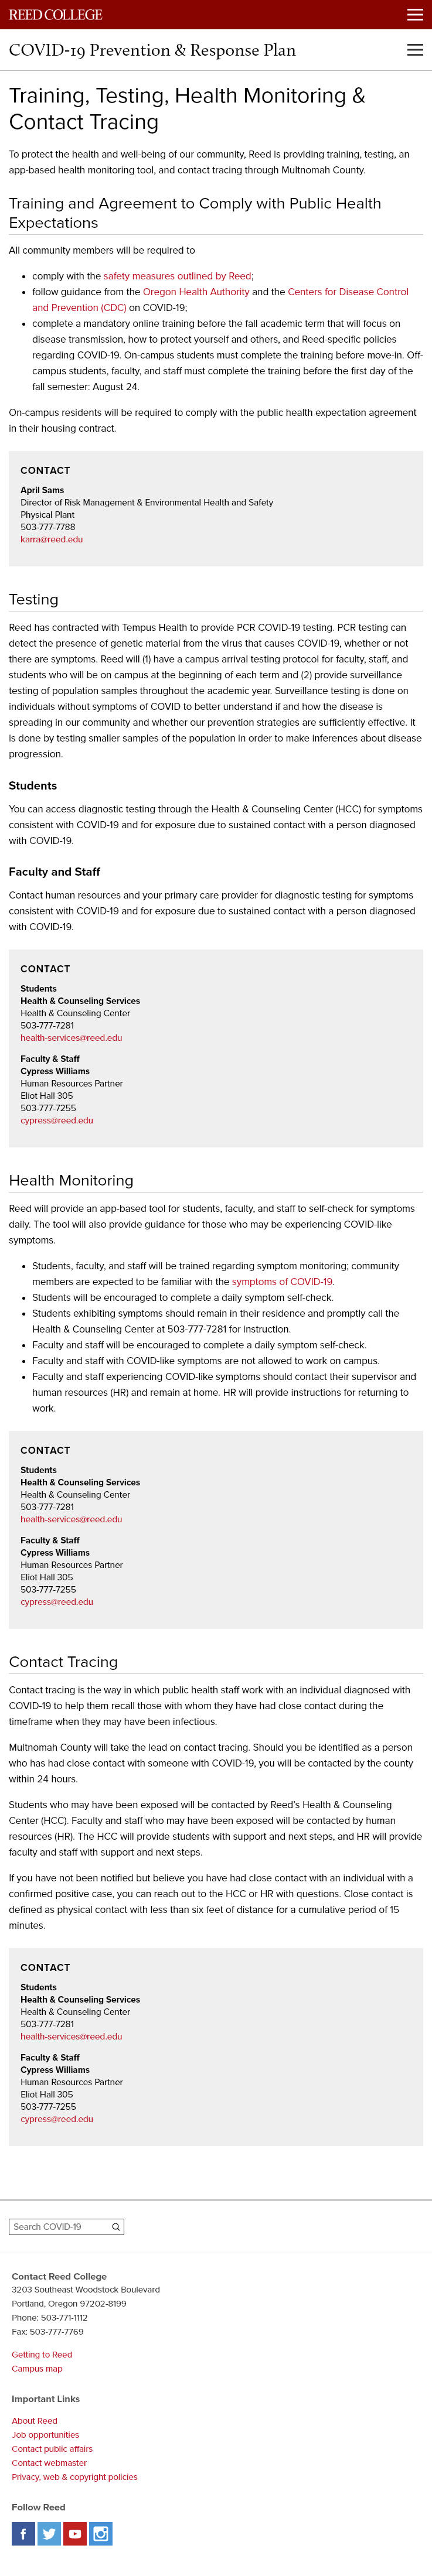 REED COLLEGE
COVID-19 Prevention & Response Plan
Training, Testing, Health Monitoring &
Contact Tracing
To protect the health and well-being of our community, Reed is providing training, testing, an
app-based health monitoring tool, and contact tracing through Multnomah County.
Training and Agreement to Comply with Public Health
Expectations
All community members will be required to
• comply with the safety measures outlined by Reed;
• follow guidance from the Oregon Health Authority and the Centers for Disease Control
and Prevention (CDC) on COVID-19;
• complete a mandatory online training before the fall academic term that will focus on
disease transmission, how to protect yourself and others, and Reed-specific policies
regarding COVID-19. On-campus students must complete the training before move-in. Off-
campus students, faculty, and staff must complete the training before the first day of the
fall semester: August 24.
On-campus residents will be required to comply with the public health expectation agreement
in their housing contract.
CONTACT
April Sams
Director of Risk Management & Environmental Health and Safety
Physical Plant
503-777-7788
karra@reed.edu
Testing
Reed has contracted with Tempus Health to provide PCR COVID-19 testing. PCR testing can
detect the presence of genetic material from the virus that causes COVID-19, whether or not
there are symptoms. Reed will (1) have a campus arrival testing protocol for faculty, staff, and
students who will be on campus at the beginning of each term and (2) provide surveillance
testing of population samples throughout the academic year. Surveillance testing is done on
individuals without symptoms of COVID to better understand if and how the disease is
spreading in our community and whether our prevention strategies are sufficiently effective. It
is done by testing smaller samples of the population in order to make inferences about disease
progression.
Students
You can access diagnostic testing through the Health & Counseling Center (HCC) for symptoms
consistent with COVID-19 and for exposure due to sustained contact with a person diagnosed
with COVID-19.
Faculty and Staff
Contact human resources and your primary care provider for diagnostic testing for symptoms
consistent with COVID-19 and for exposure due to sustained contact with a person diagnosed
with COVID-19.
CONTACT
Students
Health & Counseling Services
Health & Counseling Center
503-777-7281
health-services@reed.edu
Faculty & Staff
Cypress Williams
Human Resources Partner
Eliot Hall 305
503-777-7255
cypress@reed.edu
Health Monitoring
Reed will provide an app-based tool for students, faculty, and staff to self-check for symptoms
daily. The tool will also provide guidance for those who may be experiencing COVID-like
symptoms.
• Students, faculty, and staff will be trained regarding symptom monitoring; community
members are expected to be familiar with the symptoms of COVID-19.
• Students will be encouraged to complete a daily symptom self-check.
• Students exhibiting symptoms should remain in their residence and promptly call the
Health & Counseling Center at 503-777-7281 for instruction.
• Faculty and staff will be encouraged to complete a daily symptom self-check.
• Faculty and staff with COVID-like symptoms are not allowed to work on campus.
• Faculty and staff experiencing COVID-like symptoms should contact their supervisor and
human resources (HR) and remain at home. HR will provide instructions for returning to
work.
CONTACT
Students
Health & Counseling Services
Health & Counseling Center
503-777-7281
health-services@reed.edu
Faculty & Staff
Cypress Williams
Human Resources Partner
Eliot Hall 305
503-777-7255
cypress@reed.edu
Contact Tracing
Contact tracing is the way in which public health staff work with an individual diagnosed with
COVID-19 to help them recall those with whom they have had close contact during the
timeframe when they may have been infectious.
Multnomah County will take the lead on contact tracing. Should you be identified as a person
who has had close contact with someone with COVID-19, you will be contacted by the county
within 24 hours.
Students who may have been exposed will be contacted by Reed's Health & Counseling
Center (HCC). Faculty and staff who may have been exposed will be contacted by human
resources (HR). The HCC will provide students with support and next steps, and HR will provide
faculty and staff with support and next steps.
If you have not been notified but believe you have had close contact with an individual with a
confirmed positive case, you can reach out to the HCC or HR with questions. Close contact is
defined as physical contact with less than six feet of distance for a cumulative period of 15
minutes.
CONTACT
Students
Health & Counseling Services
Health & Counseling Center
503-777-7281
health-services@reed.edu
Faculty & Staff
Cypress Williams
Human Resources Partner
Eliot Hall 305
503-777-7255
cypress@reed.edu
Search COVID-19
Contact Reed College
3203 Southeast Woodstock Boulevard
Portland, Oregon 97202-8199
Phone: 503-771-1112
Fax: 503-777-7769
Getting to Reed
Campus map
Important Links
About Reed
Job opportunities
Contact public affairs
Contact webmaster
Privacy, web & copyright policies
Follow Reed